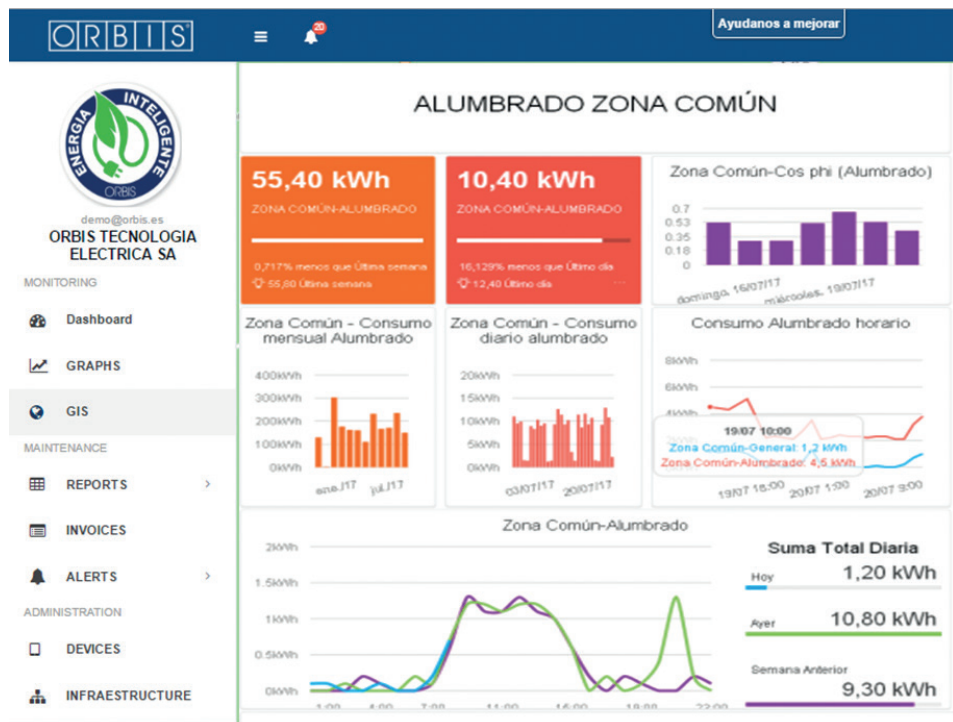 ORBIS
20
Ayudanos a mejorar
ENERGIA INTELIGENTE
ORBIS
demo@orbis.es
ORBIS TECNOLOGIA
ELECTRICA SA
MONITORING
Dashboard
GRAPHS
GIS
MAINTENANCE
REPORTS
INVOICES
ALERTS
ADMINISTRATION
DEVICES
INFRAESTRUCTURE
ALUMBRADO ZONA COMÚN
55,40 kWh
ZONA COMÚN-ALUMBRADO
0,717% menos que Última semana
55,80 Última semana
10,40 kWh
ZONA COMÚN-ALUMBRADO
16,129% menos que Último día
12,40 Último día
...
Zona Común-Cos phi (Alumbrado)
0.7
0.53
0.35
0.18
0
domingo, 16/07/17
miércoles, 19/07/17
Zona Común - Consumo
mensual Alumbrado
400kWh
300kWh
200kWh
100kWh
0kWh
ene./17
jul./17
Zona Común - Consumo
diario alumbrado
20kWh
15kWh
10kWh
5kWh
0kWh
03/07/17
20/07/17
Consumo Alumbrado horario
8kWh
6kWh
4kWh
19/07 10:00
Zona Común-General: 1,2 kWh
Zona Común-Alumbrado: 4,5 kWh
19/07 16:00
20/07 1:00
20/07 9:00
Zona Común-Alumbrado
2kWh
1.5kWh
1kWh
0.5kWh
0kWh
1:00
4:00
7:00
11:00
16:00
19:00
23:00
Suma Total Diaria
Hoy
1,20 kWh
Ayer
10,80 kWh
Semana Anterior
9,30 kWh